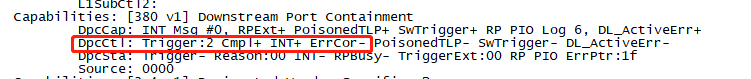 L1SubCtl2:
Capabilities: [380 v1] Downstream Port Containment
DpcCap: INT Msg #0, RPExt+ PoisonedTLP+ SwTrigger+ RP PIO Log 6, DL_ActiveErr+
DpcCtl: Trigger:2 Cmpl+ INT+ ErrCor- PoisonedTLP- SwTrigger- DL_ActiveErr-
DpcSta: Trigger- Reason:00 INT- RPBusy- TriggerExt:00 RP PIO ErrPtr:1f
Source: 0000